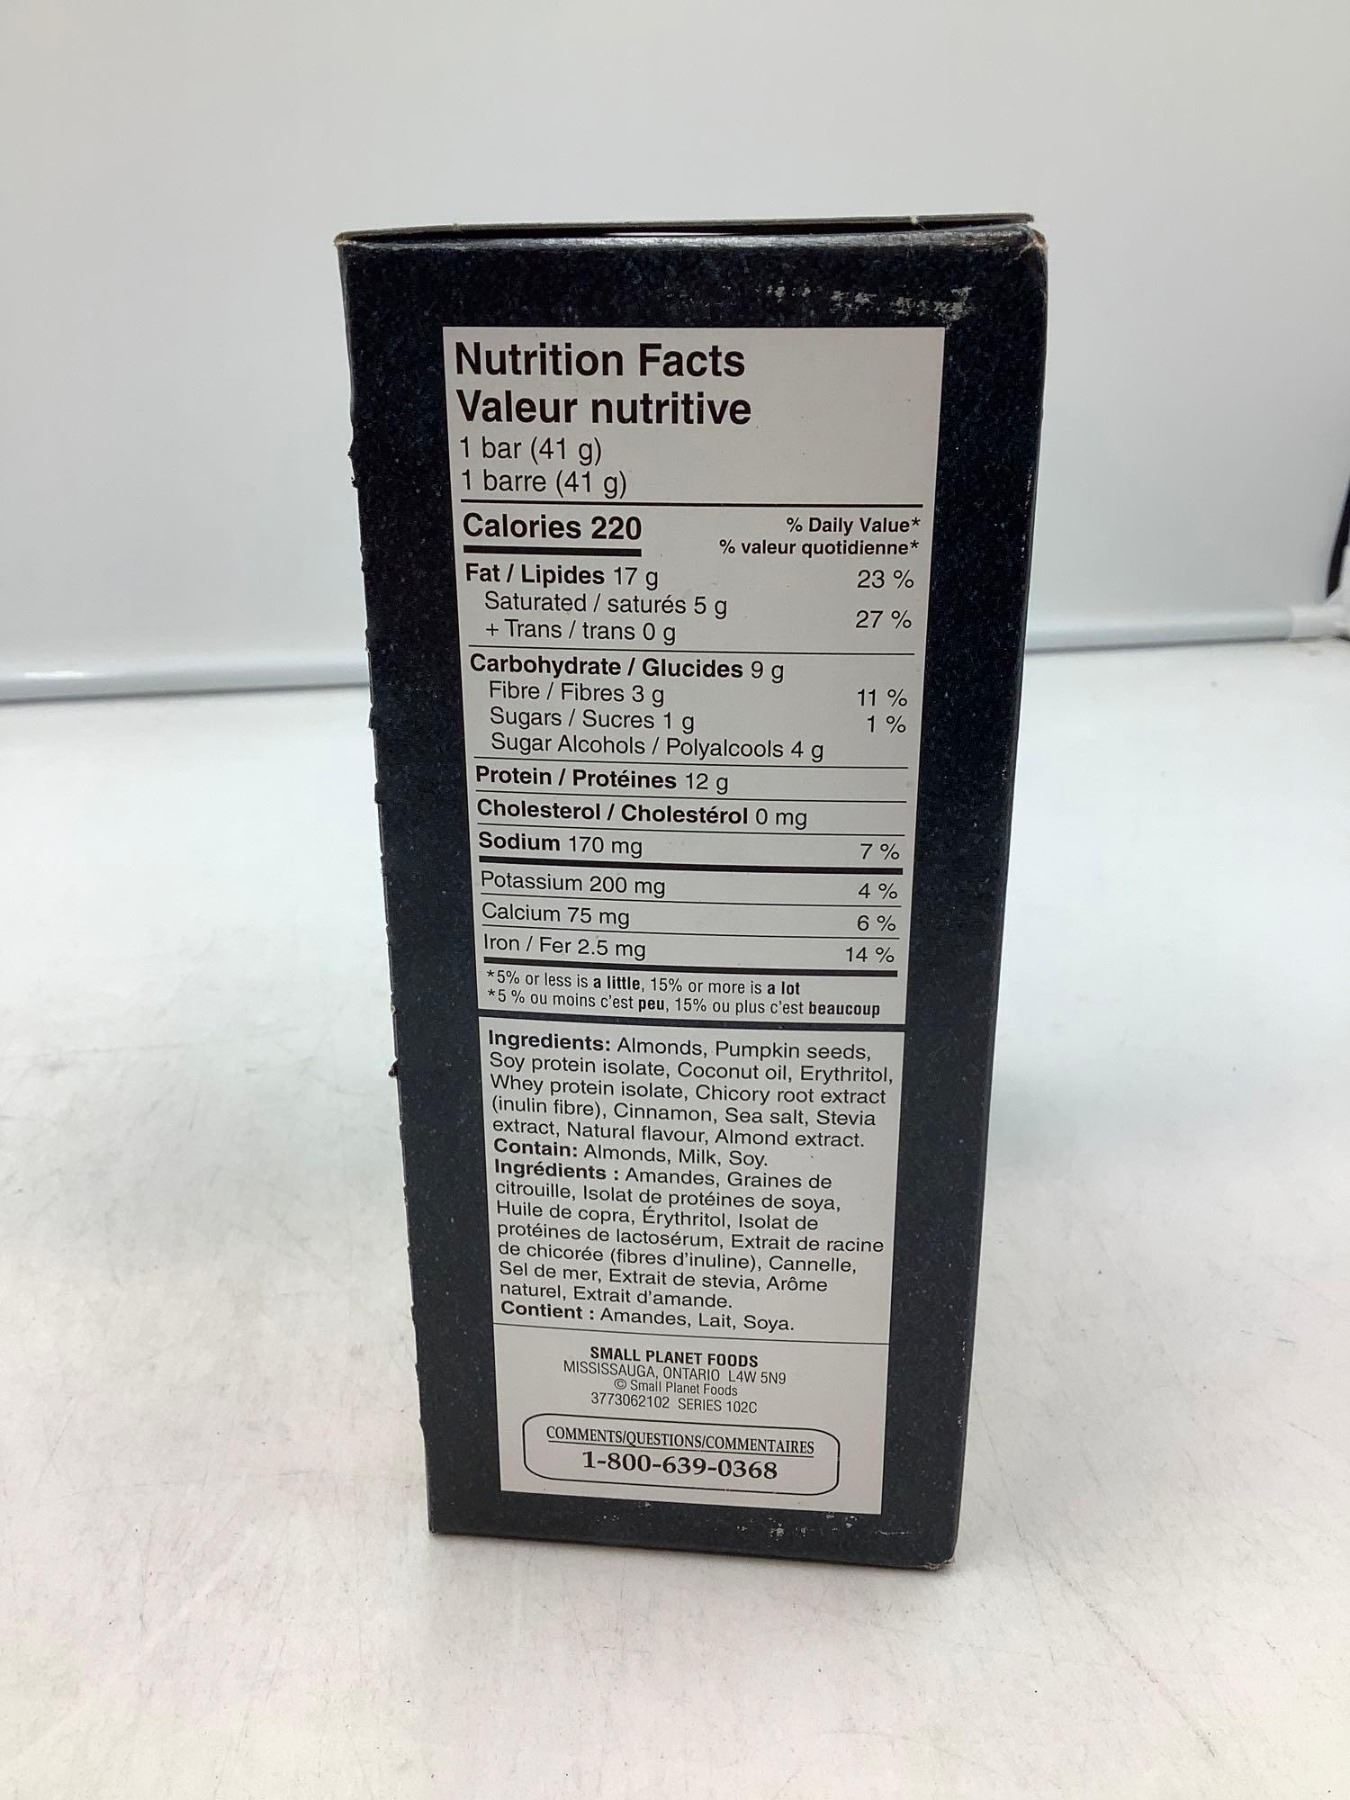 Nutrition Facts
Valeur nutritive
1 bar (41 g)
1 barre (41 g)
Calories 220
% Daily Value*
% valeur quotidienne*
Fat / Lipides 17 g 23 %
Saturated / saturés 5 g
+ Trans / trans 0 g 27 %
Carbohydrate / Glucides 9 g
Fibre / Fibres 3 g 11 %
Sugars / Sucres 1 g 1 %
Sugar Alcohols / Polyalcools 4 g
Protein / Protéines 12 g
Cholesterol / Cholestérol 0 mg
Sodium 170 mg 7 %
Potassium 200 mg 4 %
Calcium 75 mg 6 %
Iron / Fer 2.5 mg 14 %
*5% or less is a little, 15% or more is a lot
*5 % ou moins c'est peu, 15% ou plus c'est beaucoup
Ingredients: Almonds, Pumpkin seeds,
Soy protein isolate, Coconut oil, Erythritol,
Whey protein isolate, Chicory root extract
(inulin fibre), Cinnamon, Sea salt, Stevia
extract, Natural flavour, Almond extract.
Contain: Almonds, Milk, Soy.
Ingrédients : Amandes, Graines de
citrouille, Isolat de protéines de soya,
Huile de copra, Érythritol, Isolat de
protéines de lactosérum, Extrait de racine
de chicorée (fibres d'inuline), Cannelle,
Sel de mer, Extrait de stevia, Arôme
naturel, Extrait d'amande.
Contient : Amandes, Lait, Soya.
SMALL PLANET FOODS
MISSISSAUGA, ONTARIO L4W 5N9
© Small Planet Foods
3773062102 SERIES 102C
COMMENTS/QUESTIONS/COMMENTAIRES
1-800-639-0368